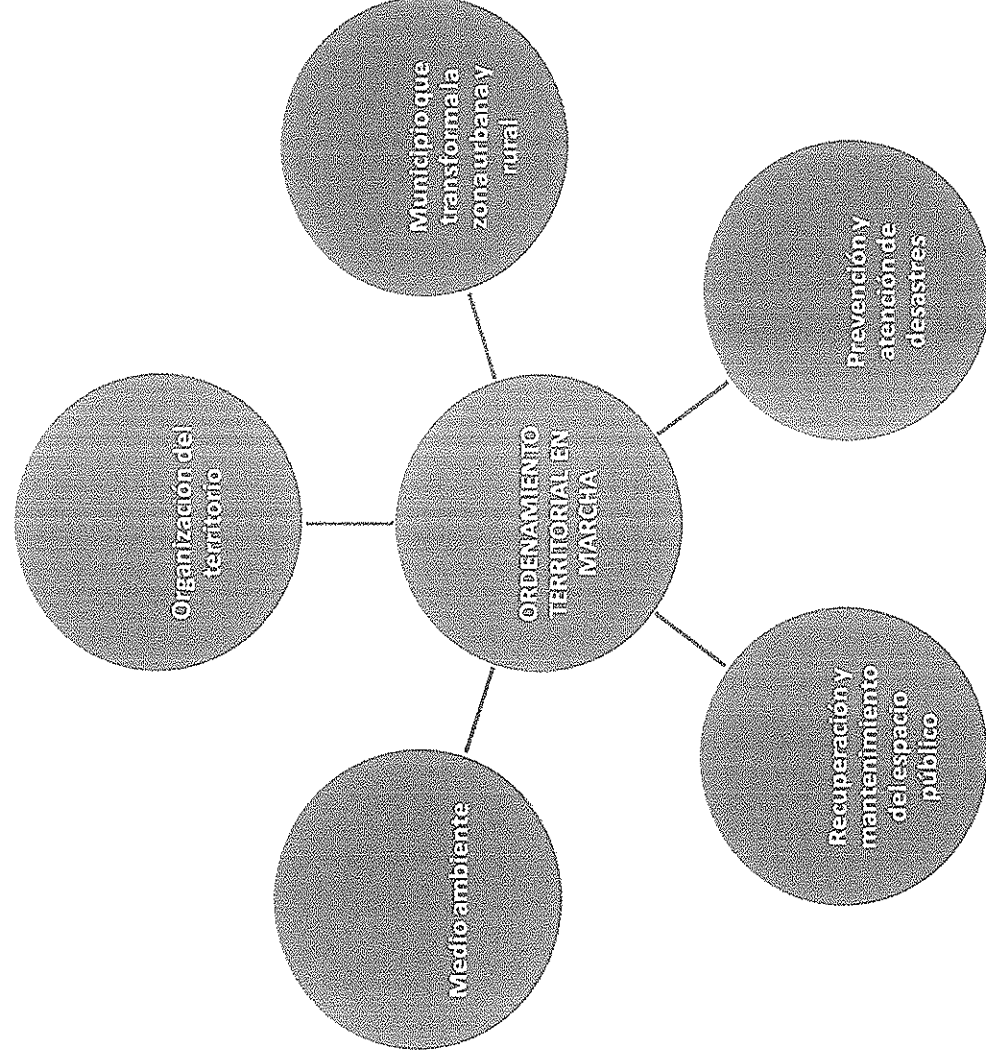 Organización del
territorio
Municipio que
transforma la
zona urbana y
rural
Prevención y
atención de
desastres
Recuperación y
mantenimiento
del espacio
público
Medio ambiente
ORDENAMIENTO
TERRITORIAL EN
MARCHA